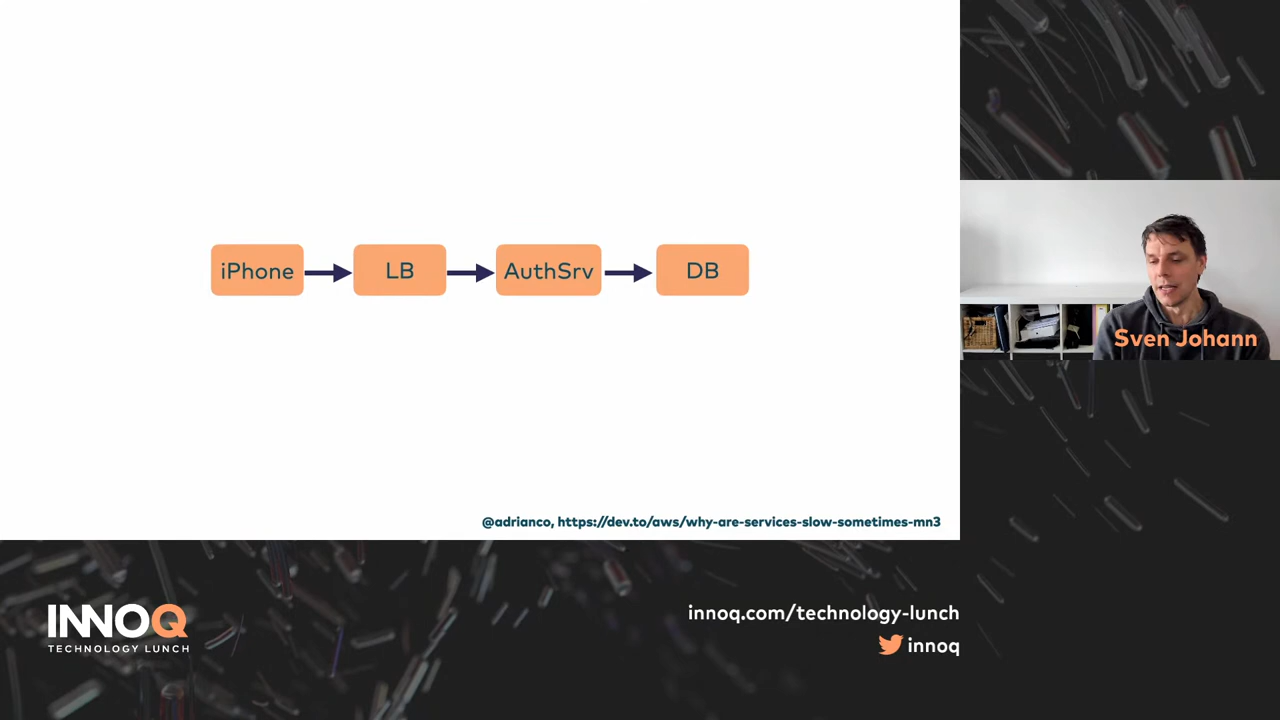 iPhone LB AuthSrv DB
@adrianco, https://dev.to/aws/why-are-services-slow-sometimes-mn3
Sven Johann
INNOQ
TECHNOLOGY LUNCH
innoq.com/technology-lunch
innoq